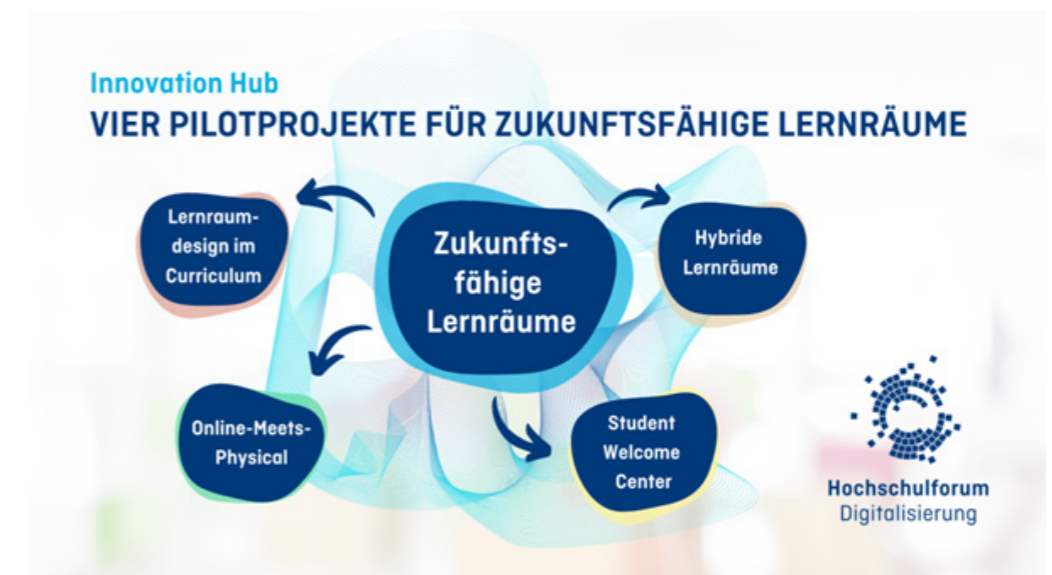 Innovation Hub
VIER PILOTPROJEKTE FÜR ZUKUNFTSFÄHIGE LERNRÄUME
Lernraum-
design im
Curriculum
Zukunfts-
fähige
Lernräume
Hybride
Lernräume
Online-Meets-
Physical
Student
Welcome
Center
Hochschulforum
Digitalisierung